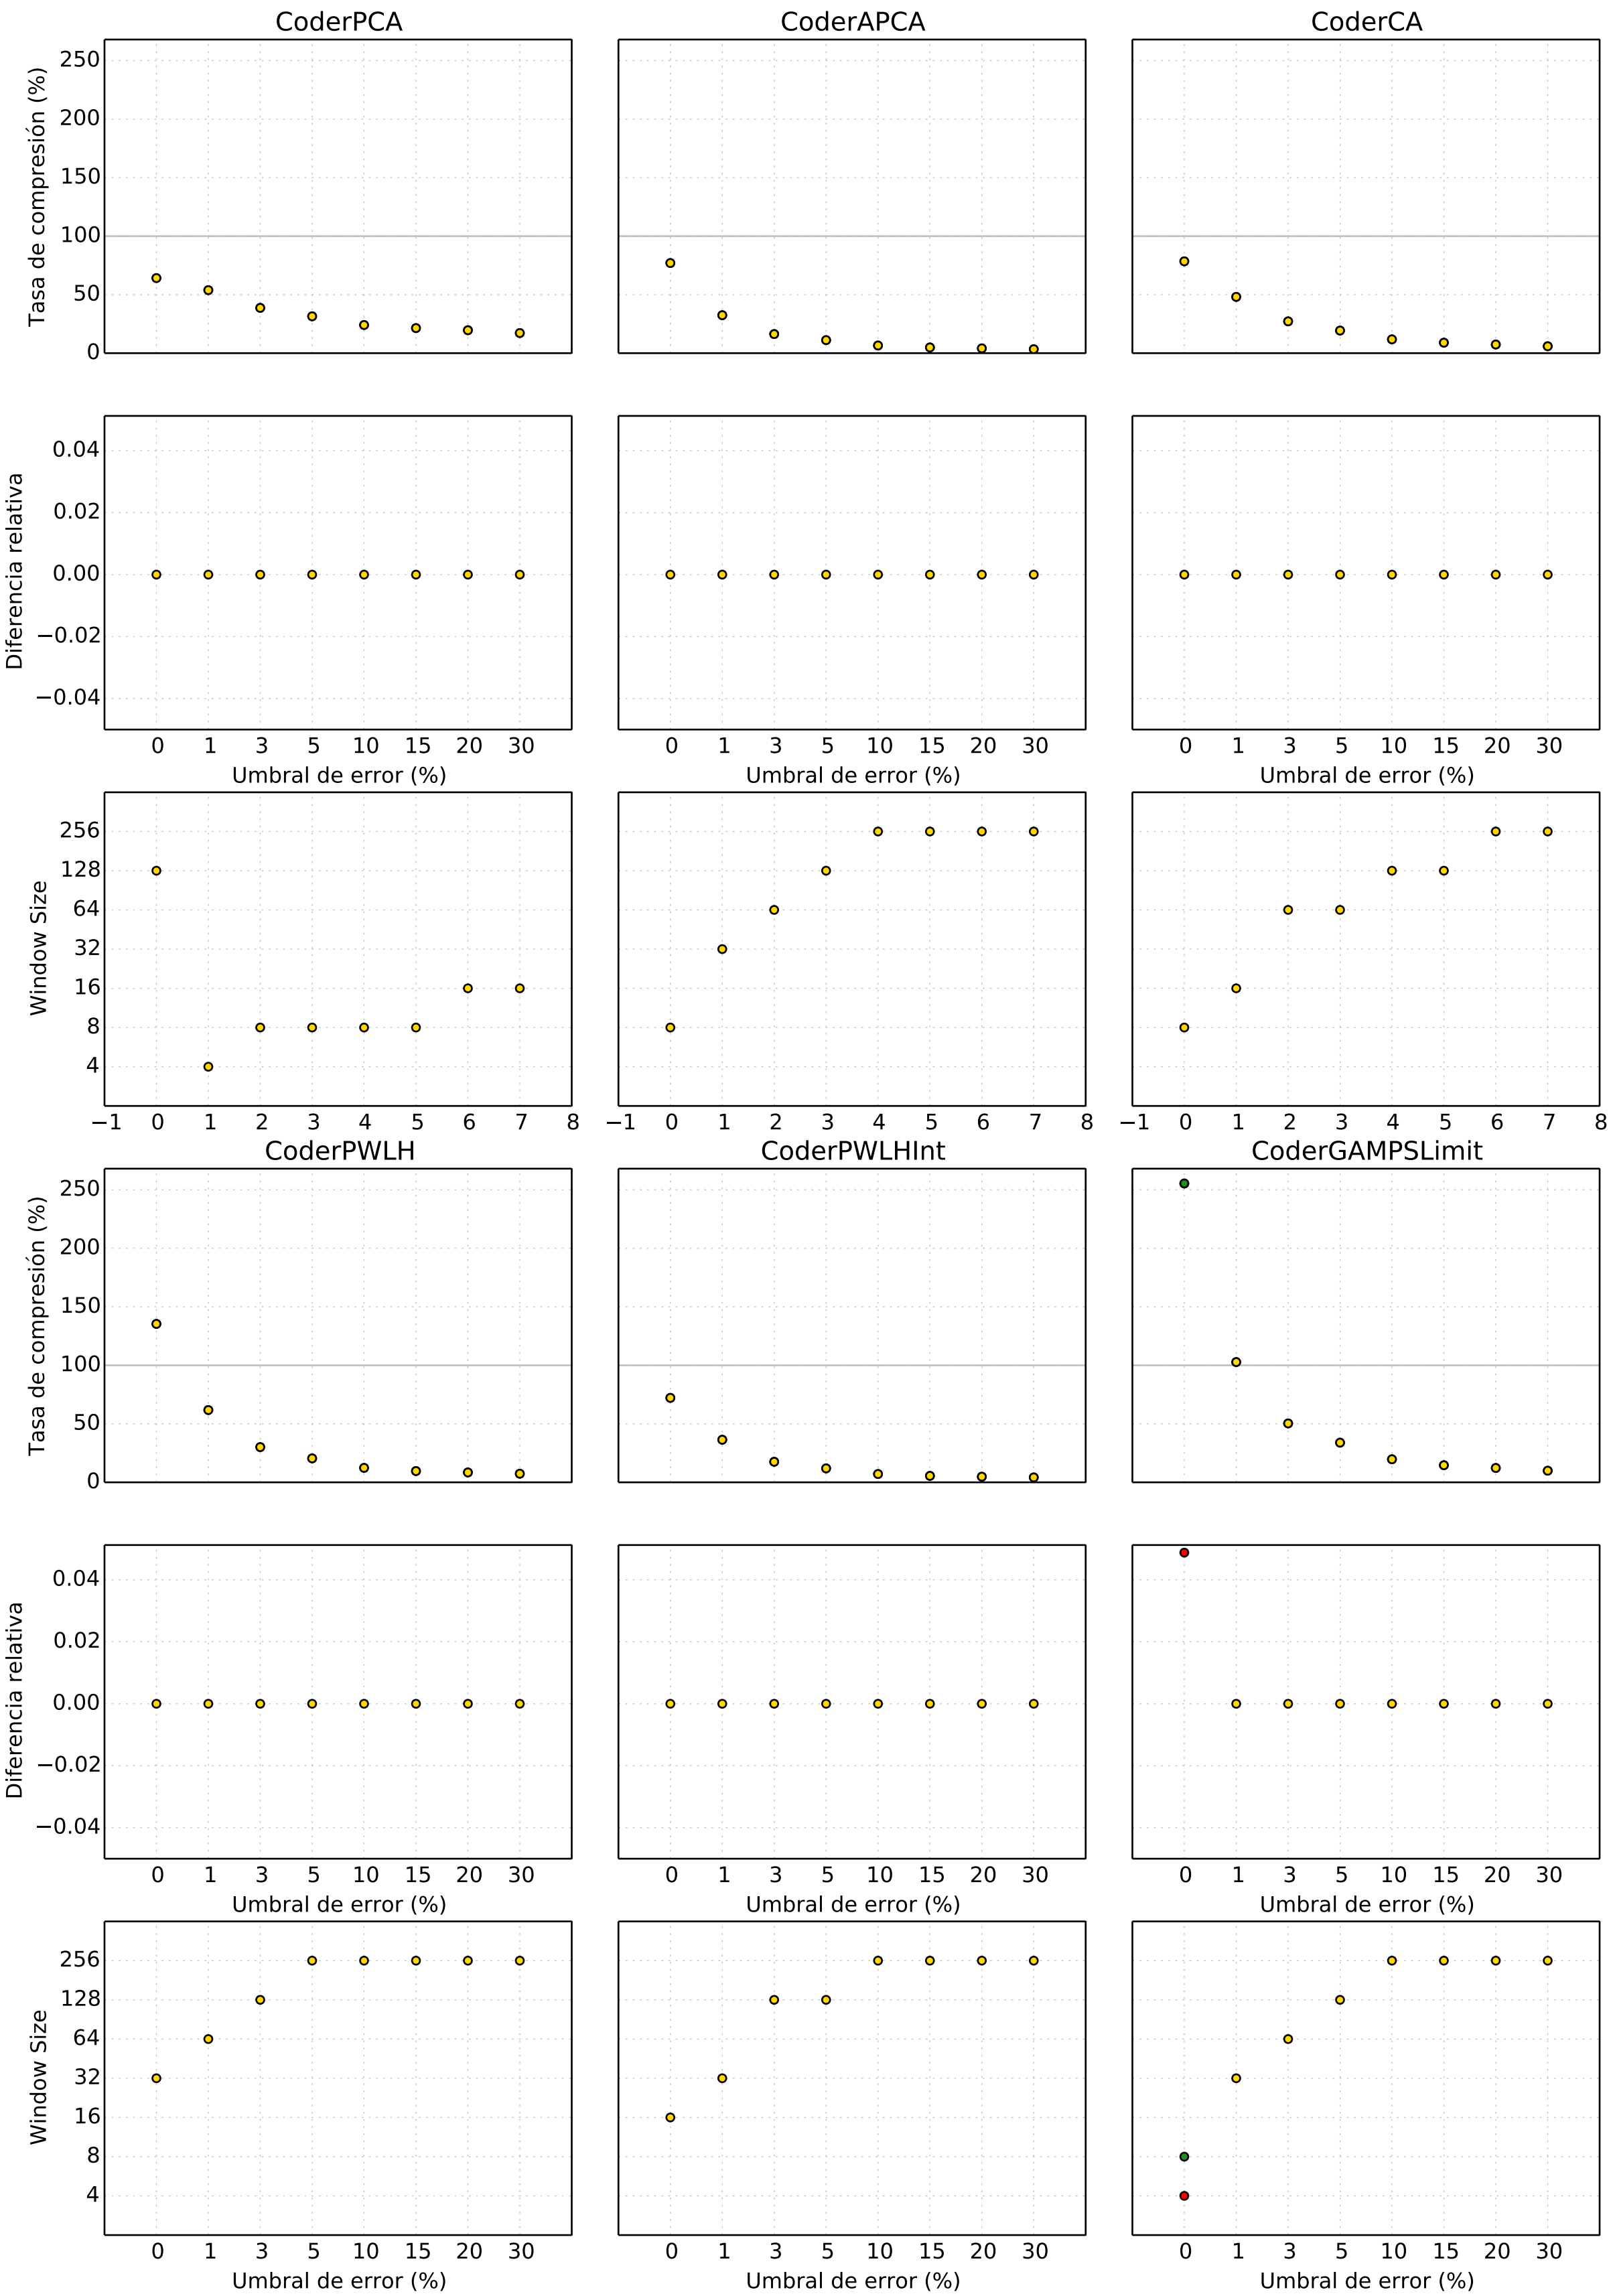 CoderPCA CoderAPCA CoderCA
Tasa de compresión (%)
250
200
150
100
50
0
Diferencia relativa
0.04
0.02
0.00
−0.02
−0.04
0 1 3 5 10 15 20 30 0 1 3 5 10 15 20 30 0 1 3 5 10 15 20 30
Umbral de error (%) Umbral de error (%) Umbral de error (%)
Window Size
256
128
64
32
16
8
4
−1 0 1 2 3 4 5 6 7 8 −1 0 1 2 3 4 5 6 7 8 −1 0 1 2 3 4 5 6 7 8
CoderPWLH CoderPWLHInt CoderGAMPSLimit
Tasa de compresión (%)
250
200
150
100
50
0
Diferencia relativa
0.04
0.02
0.00
−0.02
−0.04
0 1 3 5 10 15 20 30 0 1 3 5 10 15 20 30 0 1 3 5 10 15 20 30
Umbral de error (%) Umbral de error (%) Umbral de error (%)
Window Size
256
128
64
32
16
8
4
0 1 3 5 10 15 20 30 0 1 3 5 10 15 20 30 0 1 3 5 10 15 20 30
Umbral de error (%) Umbral de error (%) Umbral de error (%)